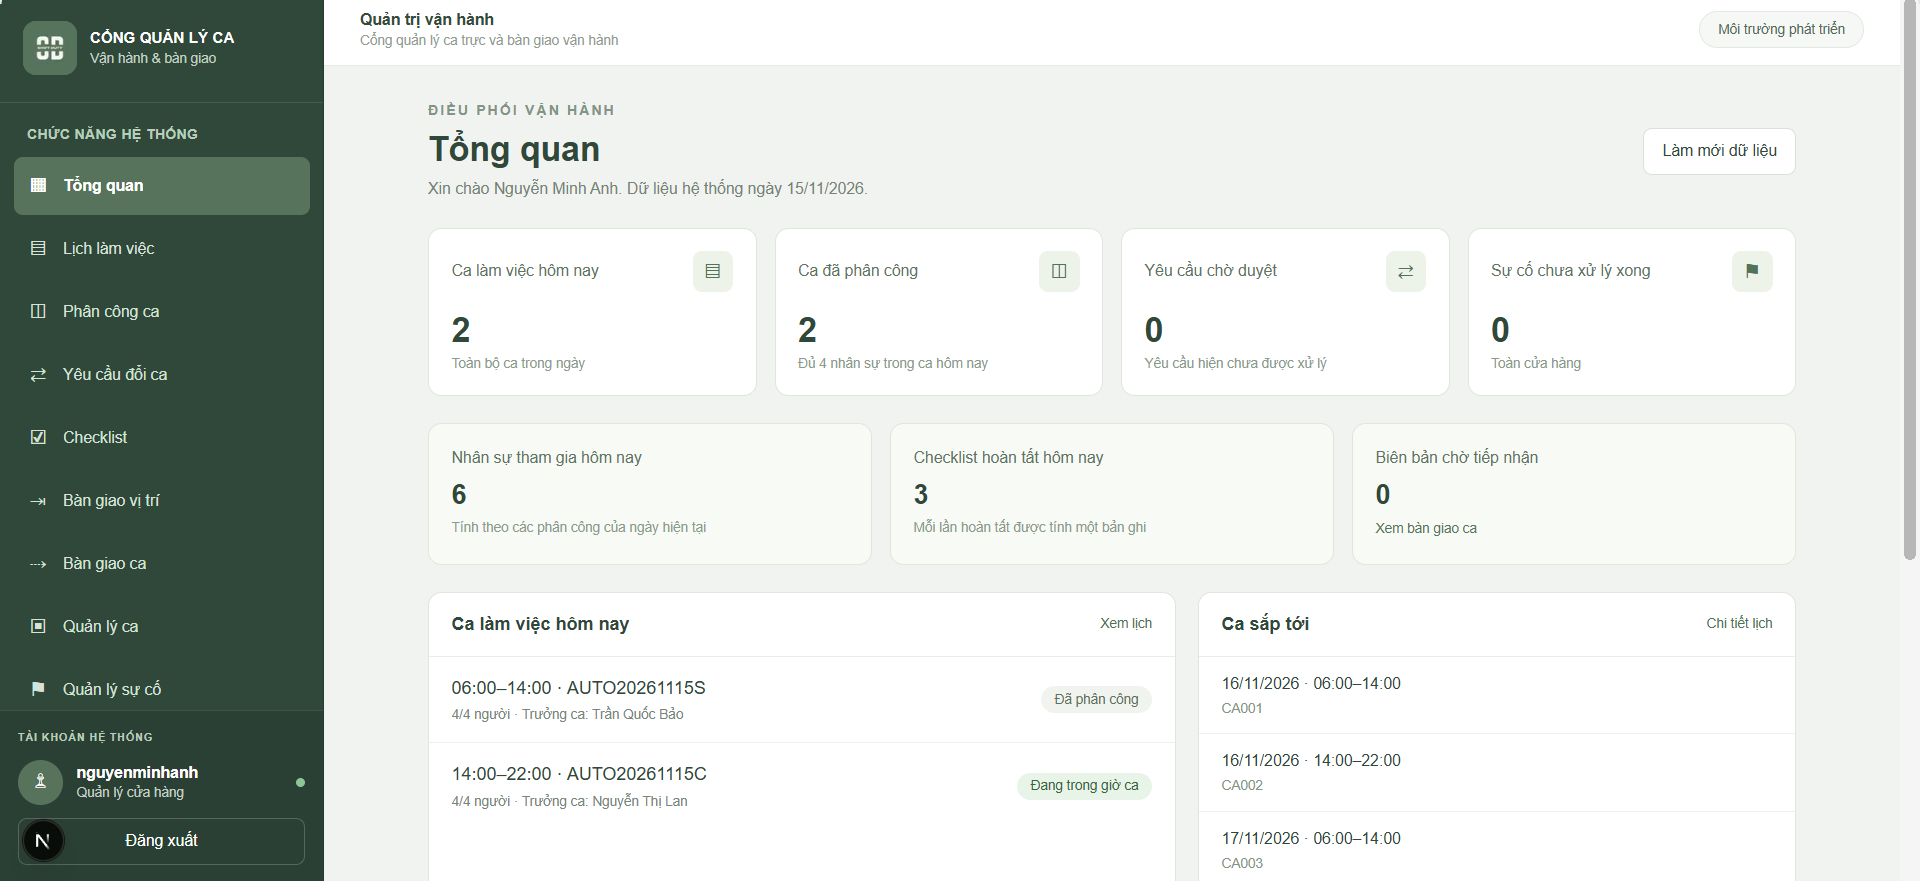 CỔNG QUẢN LÝ CA
Vận hành & bàn giao
CHỨC NĂNG HỆ THỐNG
Tổng quan
Lịch làm việc
Phân công ca
Yêu cầu đổi ca
Checklist
Bàn giao vị trí
Bàn giao ca
Quản lý ca
Quản lý sự cố
TÀI KHOẢN HỆ THỐNG
nguyenminhanh
Quản lý cửa hàng
N
Đăng xuất
Quản trị vận hành
Cổng quản lý ca trực và bàn giao vận hành
Môi trường phát triển
ĐIỀU PHỐI VẬN HÀNH
Tổng quan
Xin chào Nguyễn Minh Anh. Dữ liệu hệ thống ngày 15/11/2026.
Làm mới dữ liệu
Ca làm việc hôm nay
2
Toàn bộ ca trong ngày
Ca đã phân công
2
Đủ 4 nhân sự trong ca hôm nay
Yêu cầu chờ duyệt
0
Yêu cầu hiện chưa được xử lý
Sự cố chưa xử lý xong
0
Toàn cửa hàng
Nhân sự tham gia hôm nay
6
Tính theo các phân công của ngày hiện tại
Checklist hoàn tất hôm nay
3
Mỗi lần hoàn tất được tính một bản ghi
Biên bản chờ tiếp nhận
0
Xem bàn giao ca
Ca làm việc hôm nay
Xem lịch
06:00–14:00 · AUTO20261115S
4/4 người · Trưởng ca: Trần Quốc Bảo
Đã phân công
14:00–22:00 · AUTO20261115C
4/4 người · Trưởng ca: Nguyễn Thị Lan
Đang trong giờ ca
Ca sắp tới
Chi tiết lịch
16/11/2026 · 06:00–14:00
CA001
16/11/2026 · 14:00–22:00
CA002
17/11/2026 · 06:00–14:00
CA003